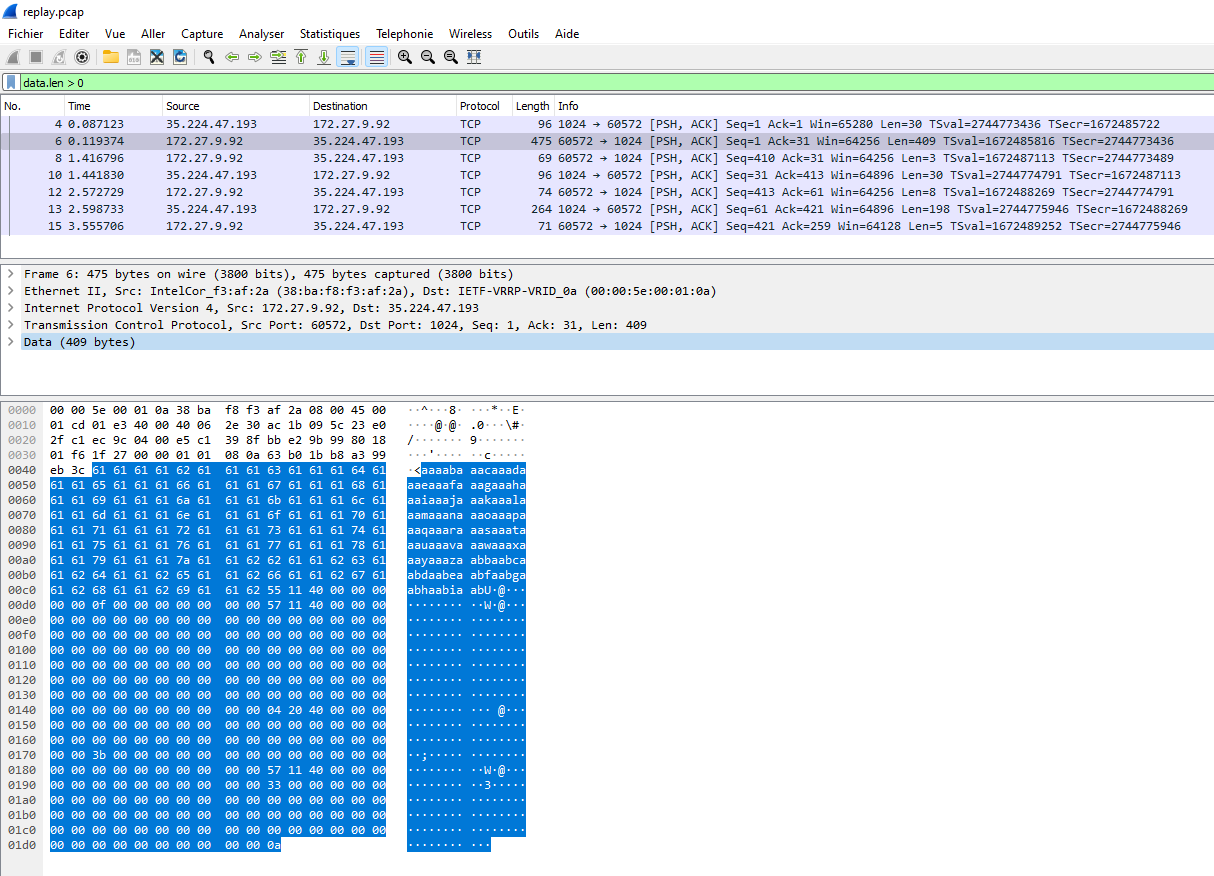 replay.pcap
Fichier Editer Vue Aller Capture Analyser Statistiques Telephonie Wireless Outils Aide
data.len > 0
No. Time Source Destination Protocol Length Info
4 0.087123 35.224.47.193 172.27.9.92 TCP 96 1024 → 60572 [PSH, ACK] Seq=1 Ack=1 Win=65280 Len=30 TSval=2744773436 TSecr=1672485722
6 0.119374 172.27.9.92 35.224.47.193 TCP 475 60572 → 1024 [PSH, ACK] Seq=1 Ack=31 Win=64256 Len=409 TSval=1672485816 TSecr=2744773436
8 1.416796 172.27.9.92 35.224.47.193 TCP 69 60572 → 1024 [PSH, ACK] Seq=410 Ack=31 Win=64256 Len=3 TSval=1672487113 TSecr=2744773489
10 1.441830 35.224.47.193 172.27.9.92 TCP 96 1024 → 60572 [PSH, ACK] Seq=31 Ack=413 Win=64896 Len=30 TSval=2744774791 TSecr=1672487113
12 2.572729 172.27.9.92 35.224.47.193 TCP 74 60572 → 1024 [PSH, ACK] Seq=413 Ack=61 Win=64256 Len=8 TSval=1672488269 TSecr=2744774791
13 2.598733 35.224.47.193 172.27.9.92 TCP 264 1024 → 60572 [PSH, ACK] Seq=61 Ack=421 Win=64896 Len=198 TSval=2744775946 TSecr=1672488269
15 3.555706 172.27.9.92 35.224.47.193 TCP 71 60572 → 1024 [PSH, ACK] Seq=421 Ack=259 Win=64128 Len=5 TSval=1672489252 TSecr=2744775946
Frame 6: 475 bytes on wire (3800 bits), 475 bytes captured (3800 bits)
Ethernet II, Src: IntelCor_f3:af:2a (38:ba:f8:f3:af:2a), Dst: IETF-VRRP-VRID_0a (00:00:5e:00:01:0a)
Internet Protocol Version 4, Src: 172.27.9.92, Dst: 35.224.47.193
Transmission Control Protocol, Src Port: 60572, Dst Port: 1024, Seq: 1, Ack: 31, Len: 409
Data (409 bytes)
0000 00 00 5e 00 01 0a 38 ba f8 f3 af 2a 08 00 45 00 ··^···8· ···*··E·
0010 01 cd 01 e3 40 00 40 06 2e 30 ac 1b 09 5c 23 e0 ····@·@· .0···\#·
0020 2f c1 ec 9c 04 00 e5 c1 39 8f bb e2 9b 99 80 18 /······· 9·······
0030 01 f6 1f 27 00 00 01 01 08 0a 63 b0 1b b8 a3 99 ···'···· ··c·····
0040 eb 3c 61 61 61 61 62 61 61 61 63 61 61 61 64 61 ·<aaaaba aacaaada
0050 61 61 65 61 61 61 66 61 61 61 67 61 61 61 68 61 aaeaaafa aagaaaha
0060 61 61 69 61 61 61 6a 61 61 61 6b 61 61 61 6c 61 aaiaaaja aakaaala
0070 61 61 6d 61 61 61 6e 61 61 61 6f 61 61 61 70 61 aamaaana aaoaaapa
0080 61 61 71 61 61 61 72 61 61 61 73 61 61 61 74 61 aaqaaara aasaaata
0090 61 61 75 61 61 61 76 61 61 61 77 61 61 61 78 61 aauaaava aawaaaxa
00a0 61 61 79 61 61 61 7a 61 61 62 62 61 61 62 63 61 aayaaaza abbaabca
00b0 61 62 64 61 61 62 65 61 61 62 66 61 61 62 67 61 abdaabea abfaabga
00c0 61 62 68 61 61 62 69 61 61 62 55 11 40 00 00 00 abhaabia abU·@···
00d0 00 00 0f 00 00 00 00 00 00 00 57 11 40 00 00 00 ········ ··W·@···
00e0 00 00 00 00 00 00 00 00 00 00 00 00 00 00 00 00 ········ ········
00f0 00 00 00 00 00 00 00 00 00 00 00 00 00 00 00 00 ········ ········
0100 00 00 00 00 00 00 00 00 00 00 00 00 00 00 00 00 ········ ········
0110 00 00 00 00 00 00 00 00 00 00 00 00 00 00 00 00 ········ ········
0120 00 00 00 00 00 00 00 00 00 00 00 00 00 00 00 00 ········ ········
0130 00 00 00 00 00 00 00 00 00 00 00 00 00 00 00 00 ········ ········
0140 00 00 00 00 00 00 00 00 00 00 04 20 40 00 00 00 ········ ··· @···
0150 00 00 00 00 00 00 00 00 00 00 00 00 00 00 00 00 ········ ········
0160 00 00 00 00 00 00 00 00 00 00 00 00 00 00 00 00 ········ ········
0170 00 00 3b 00 00 00 00 00 00 00 00 00 00 00 00 00 ··;····· ········
0180 00 00 00 00 00 00 00 00 00 00 57 11 40 00 00 00 ········ ··W·@···
0190 00 00 00 00 00 00 00 00 00 00 33 00 00 00 00 00 ········ ··3·····
01a0 00 00 00 00 00 00 00 00 00 00 00 00 00 00 00 00 ········ ········
01b0 00 00 00 00 00 00 00 00 00 00 00 00 00 00 00 00 ········ ········
01c0 00 00 00 00 00 00 00 00 00 00 00 00 00 00 00 00 ········ ········
01d0 00 00 00 00 00 00 00 00 00 00 0a ········ ···